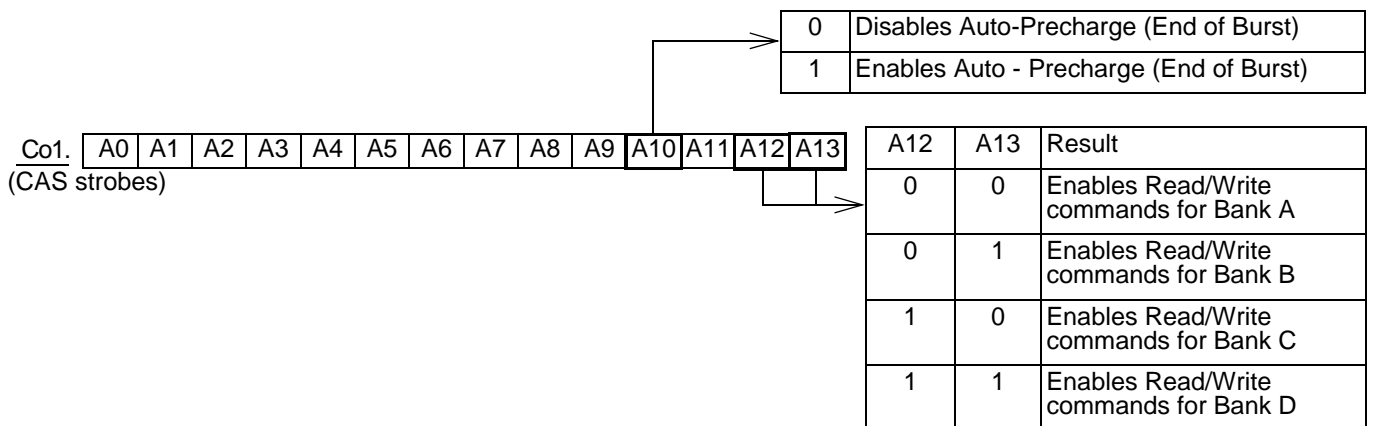 0 Disables Auto-Precharge (End of Burst)
1 Enables Auto - Precharge (End of Burst)
Co1. A0 A1 A2 A3 A4 A5 A6 A7 A8 A9 A10 A11 A12 A13
(CAS strobes)
A12 A13 Result
0 0 Enables Read/Write
commands for Bank A
0 1 Enables Read/Write
commands for Bank B
1 0 Enables Read/Write
commands for Bank C
1 1 Enables Read/Write
commands for Bank D